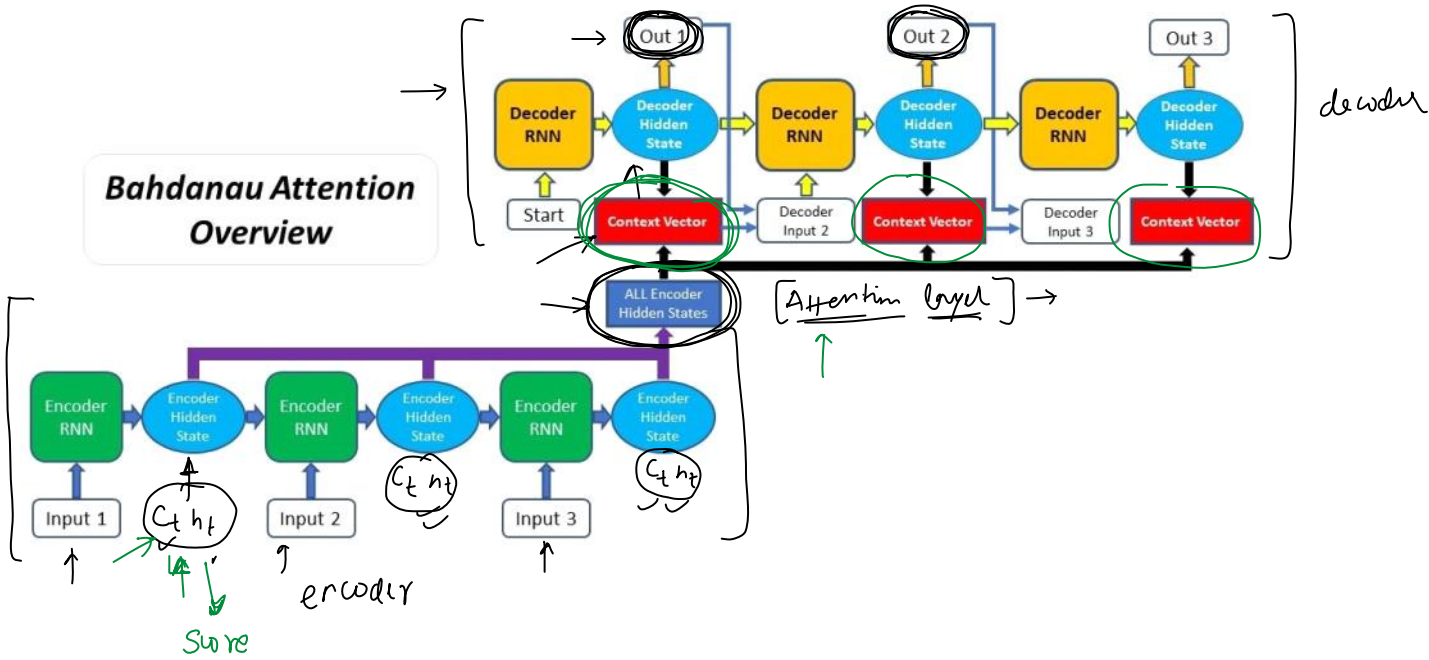 Out 1
Out 2
Out 3
Decoder
RNN
Decoder
Hidden
State
Decoder
RNN
Decoder
Hidden
State
Decoder
RNN
Decoder
Hidden
State
decoder
Bahdanau Attention
Overview
Start
Context Vector
Decoder
Input 2
Context Vector
Decoder
Input 3
Context Vector
ALL Encoder
Hidden States
[Attention layer]
Encoder
RNN
Encoder
Hidden
State
Encoder
RNN
Encoder
Hidden
State
Encoder
RNN
Encoder
Hidden
State
Input 1
Ct ht
Input 2
Ct ht
Input 3
Ct ht
encoder
Score